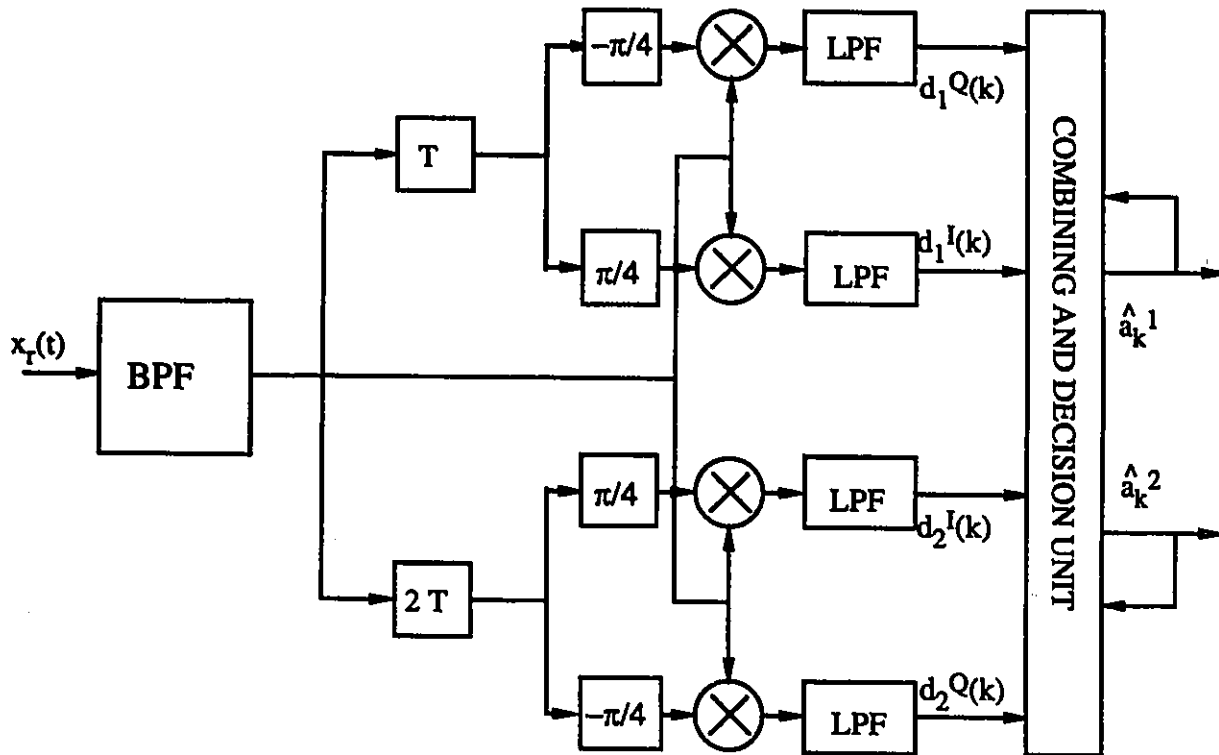 −π/4
LPF
d₁Q(k)
T
π/4
LPF
d₁I(k)
xᵣ(t)
BPF
âₖ1
π/4
LPF
d₂I(k)
âₖ2
2 T
−π/4
LPF
d₂Q(k)
COMBINING AND DECISION UNIT